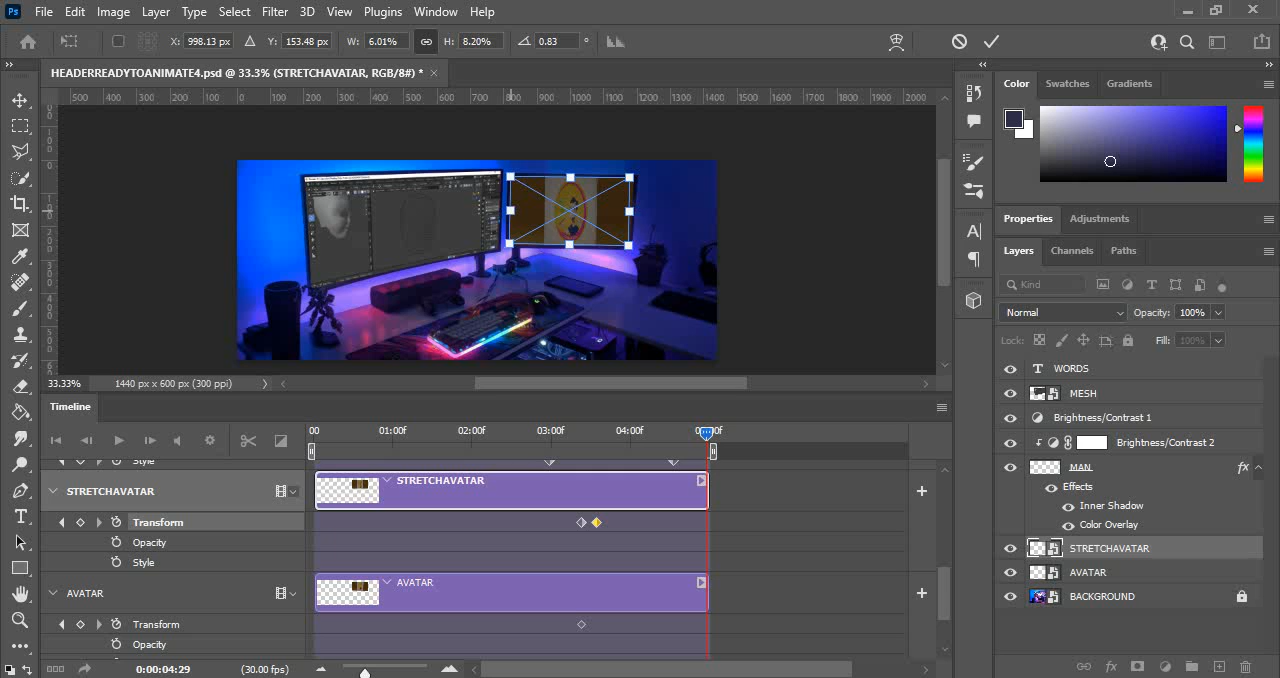 Ps File Edit Image Layer Type Select Filter 3D View Plugins Window Help
X: 998.13 px Y: 153.48 px W: 6.01% H: 8.20% 0.83 °
HEADERREADYTOANIMATE4.psd @ 33.3% (STRETCHAVATAR, RGB/8#) *
500 400 300 200 100 0 100 200 300 400 500 600 700 800 900 1000 1100 1200 1300 1400 1500 1600 1700 1800 1900 2000
33.33% 1440 px x 600 px (300 ppi)
Timeline
00 01:00f 02:00f 03:00f 04:00f
Style
STRETCHAVATAR
STRETCHAVATAR
Transform
Opacity
Style
AVATAR
AVATAR
Transform
Opacity
0:00:04:29 (30.00 fps)
Color Swatches Gradients
Properties Adjustments
Layers Channels Paths
Kind
Normal Opacity: 100%
Lock: Fill: 100%
WORDS
MESH
Brightness/Contrast 1
Brightness/Contrast 2
MAN fx
Effects
Inner Shadow
Color Overlay
STRETCHAVATAR
AVATAR
BACKGROUND
fx